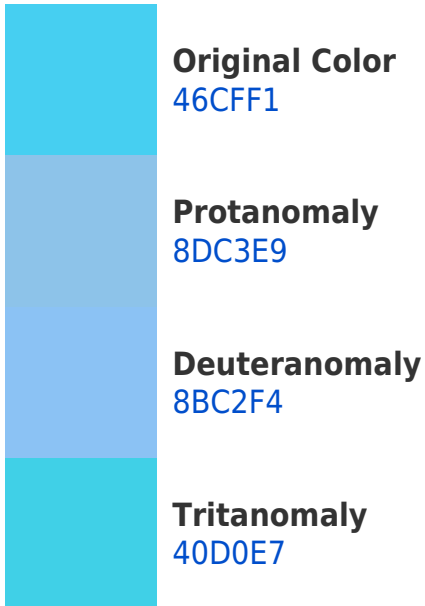 Original Color
46CFF1
Protanomaly
8DC3E9
Deuteranomaly
8BC2F4
Tritanomaly
40D0E7